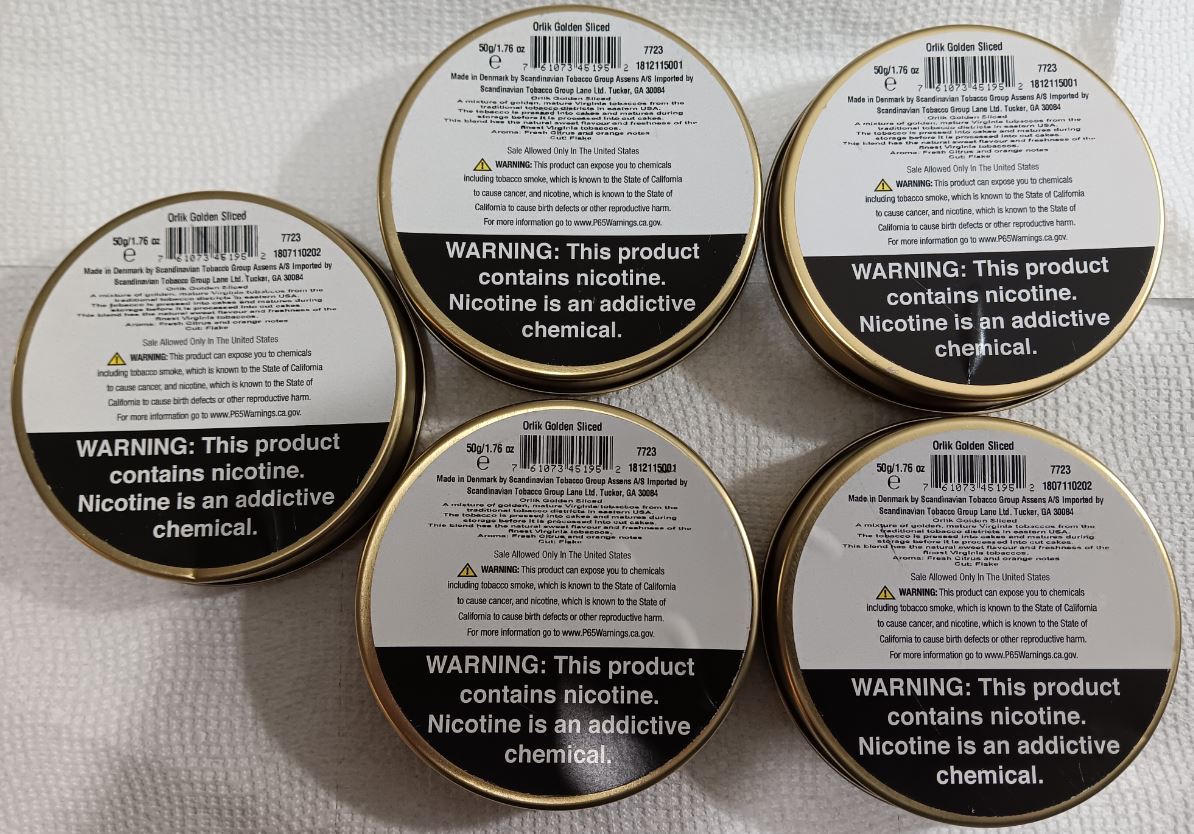 Orlik Golden Sliced
50g/1.76 oz
7723
e
7 61073 45195 2
1812115001
Made in Denmark by Scandinavian Tobacco Group Assens A/S Imported by
Scandinavian Tobacco Group Lane Ltd. Tucker, GA 30084
Orlik Golden Sliced
A mixture of golden, mature Virginia tobaccos from the
traditional tobacco districts in eastern USA.
The tobacco is pressed into cakes and matures during
storage before it is processed into cut cakes.
This blend has the natural sweet flavour and freshness of the
finest Virginia tobaccos.
Aroma: Fresh Citrus and orange notes
Cut: Flake
Sale Allowed Only In The United States
WARNING: This product can expose you to chemicals
including tobacco smoke, which is known to the State of California
to cause cancer, and nicotine, which is known to the State of
California to cause birth defects or other reproductive harm.
For more information go to www.P65Warnings.ca.gov.
WARNING: This product
contains nicotine.
Nicotine is an addictive
chemical.
Orlik Golden Sliced
50g/1.76 oz
7723
e
7 61073 45195 2
1812115001
Made in Denmark by Scandinavian Tobacco Group Assens A/S Imported by
Scandinavian Tobacco Group Lane Ltd. Tucker, GA 30084
Orlik Golden Sliced
A mixture of golden, mature Virginia tobaccos from the
traditional tobacco districts in eastern USA.
The tobacco is pressed into cakes and matures during
storage before it is processed into cut cakes.
This blend has the natural sweet flavour and freshness of the
finest Virginia tobaccos.
Aroma: Fresh Citrus and orange notes
Cut: Flake
Sale Allowed Only In The United States
WARNING: This product can expose you to chemicals
including tobacco smoke, which is known to the State of California
to cause cancer, and nicotine, which is known to the State of
California to cause birth defects or other reproductive harm.
For more information go to www.P65Warnings.ca.gov.
WARNING: This product
contains nicotine.
Nicotine is an addictive
chemical.
Orlik Golden Sliced
50g/1.76 oz
7723
e
7 61073 45195 2
1807110202
Made in Denmark by Scandinavian Tobacco Group Assens A/S Imported by
Scandinavian Tobacco Group Lane Ltd. Tucker, GA 30084
Orlik Golden Sliced
A mixture of golden, mature Virginia tobaccos from the
traditional tobacco districts in eastern USA.
The tobacco is pressed into cakes and matures during
storage before it is processed into cut cakes.
This blend has the natural sweet flavour and freshness of the
finest Virginia tobaccos.
Aroma: Fresh Citrus and orange notes
Cut: Flake
Sale Allowed Only In The United States
WARNING: This product can expose you to chemicals
including tobacco smoke, which is known to the State of California
to cause cancer, and nicotine, which is known to the State of
California to cause birth defects or other reproductive harm.
For more information go to www.P65Warnings.ca.gov.
WARNING: This product
contains nicotine.
Nicotine is an addictive
chemical.
Orlik Golden Sliced
50g/1.76 oz
7723
e
7 61073 45195 2
1812115001
Made in Denmark by Scandinavian Tobacco Group Assens A/S Imported by
Scandinavian Tobacco Group Lane Ltd. Tucker, GA 30084
Orlik Golden Sliced
A mixture of golden, mature Virginia tobaccos from the
traditional tobacco districts in eastern USA.
The tobacco is pressed into cakes and matures during
storage before it is processed into cut cakes.
This blend has the natural sweet flavour and freshness of the
finest Virginia tobaccos.
Aroma: Fresh Citrus and orange notes
Cut: Flake
Sale Allowed Only In The United States
WARNING: This product can expose you to chemicals
including tobacco smoke, which is known to the State of California
to cause cancer, and nicotine, which is known to the State of
California to cause birth defects or other reproductive harm.
For more information go to www.P65Warnings.ca.gov.
WARNING: This product
contains nicotine.
Nicotine is an addictive
chemical.
Orlik Golden Sliced
50g/1.76 oz
7723
e
7 61073 45195 2
1807110202
Made in Denmark by Scandinavian Tobacco Group Assens A/S Imported by
Scandinavian Tobacco Group Lane Ltd. Tucker, GA 30084
Orlik Golden Sliced
A mixture of golden, mature Virginia tobaccos from the
traditional tobacco districts in eastern USA.
The tobacco is pressed into cakes and matures during
storage before it is processed into cut cakes.
This blend has the natural sweet flavour and freshness of the
finest Virginia tobaccos.
Aroma: Fresh Citrus and orange notes
Cut: Flake
Sale Allowed Only In The United States
WARNING: This product can expose you to chemicals
including tobacco smoke, which is known to the State of California
to cause cancer, and nicotine, which is known to the State of
California to cause birth defects or other reproductive harm.
For more information go to www.P65Warnings.ca.gov.
WARNING: This product
contains nicotine.
Nicotine is an addictive
chemical.